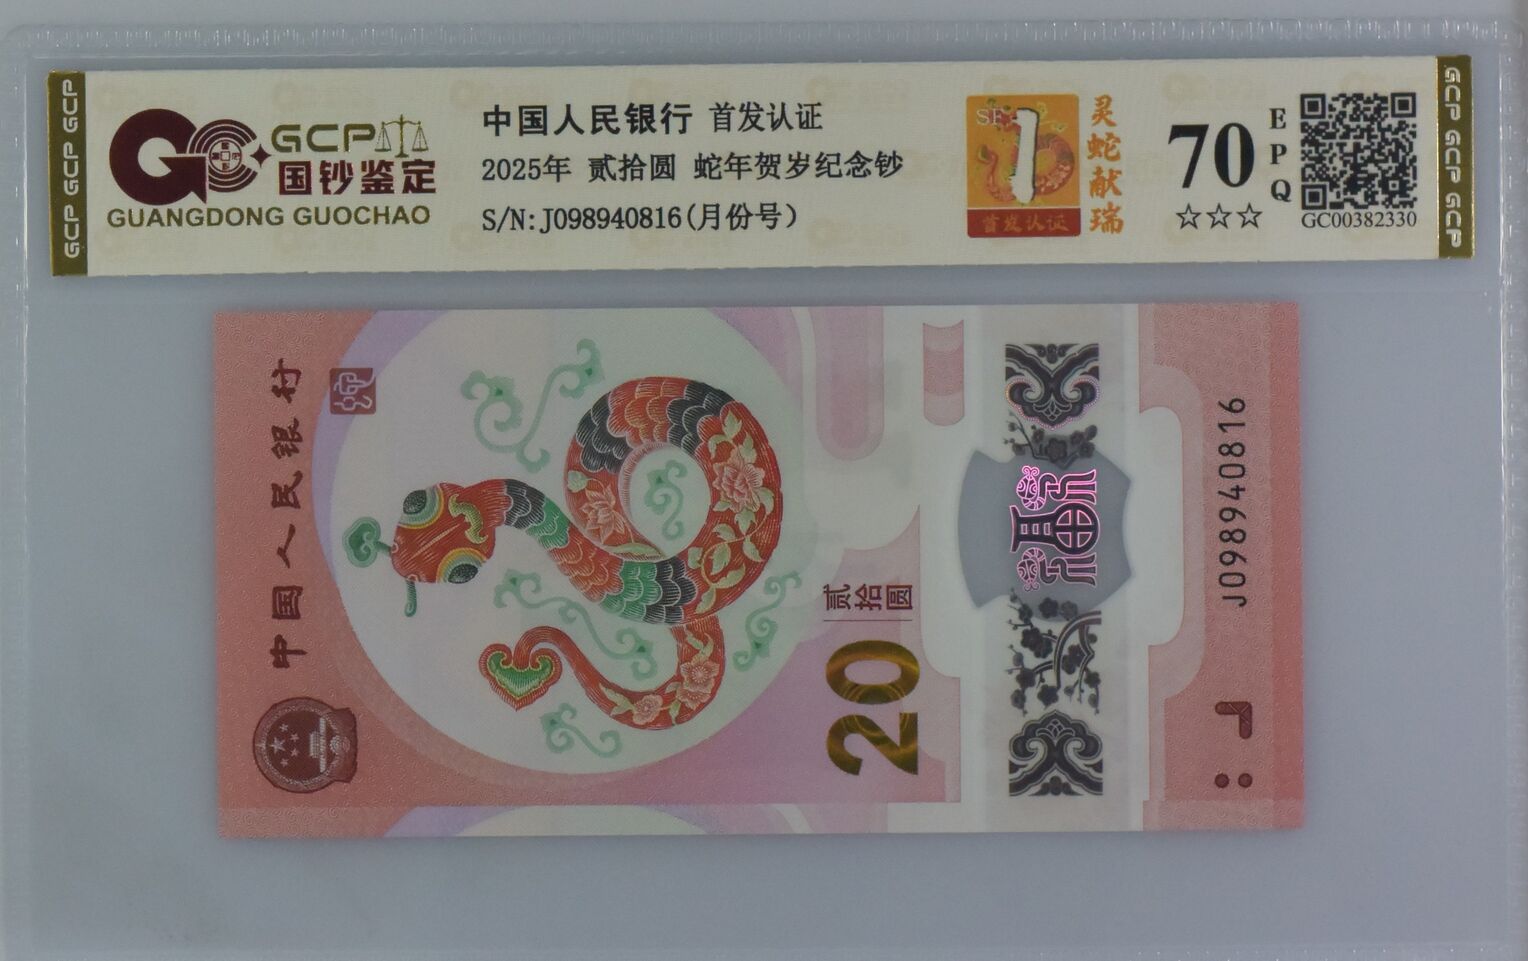 GCP GCP GCP
GCP
国钞鉴定
GUANGDONG GUOCHAO
中国人民银行 首发认证
2025年 贰拾圆 蛇年贺岁纪念钞
S/N:J098940816(月份号)
1
首发认证
灵蛇献瑞
70
EPQ
☆☆☆
GC00382330
GCP GCP GCP
中国人民银行
蛇
贰拾圆
20
福
J098940816